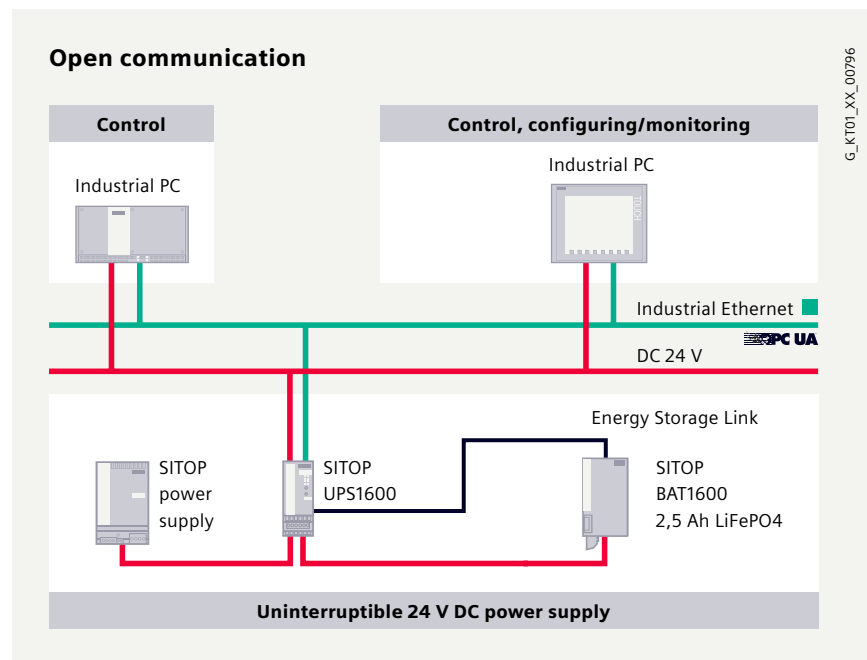 Open communication
G_KT01_XX_00796
Control
Control, configuring/monitoring
Industrial PC
Industrial PC
TOUCH
Industrial Ethernet
OPC UA
DC 24 V
Energy Storage Link
SITOP
power
supply
SITOP
UPS1600
SITOP
BAT1600
2,5 Ah LiFePO4
Uninterruptible 24 V DC power supply